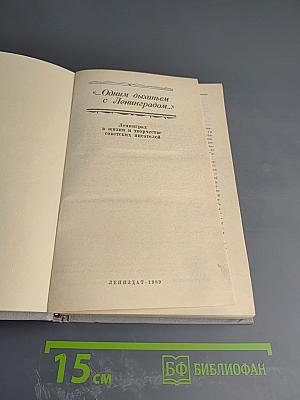 «...Одним дыханьем
с Ленинградом...»
Ленинград
в жизни и творчестве
советских писателей
ЛЕНИЗДАТ · 1989
15 см
БФ БИБЛИОФАН